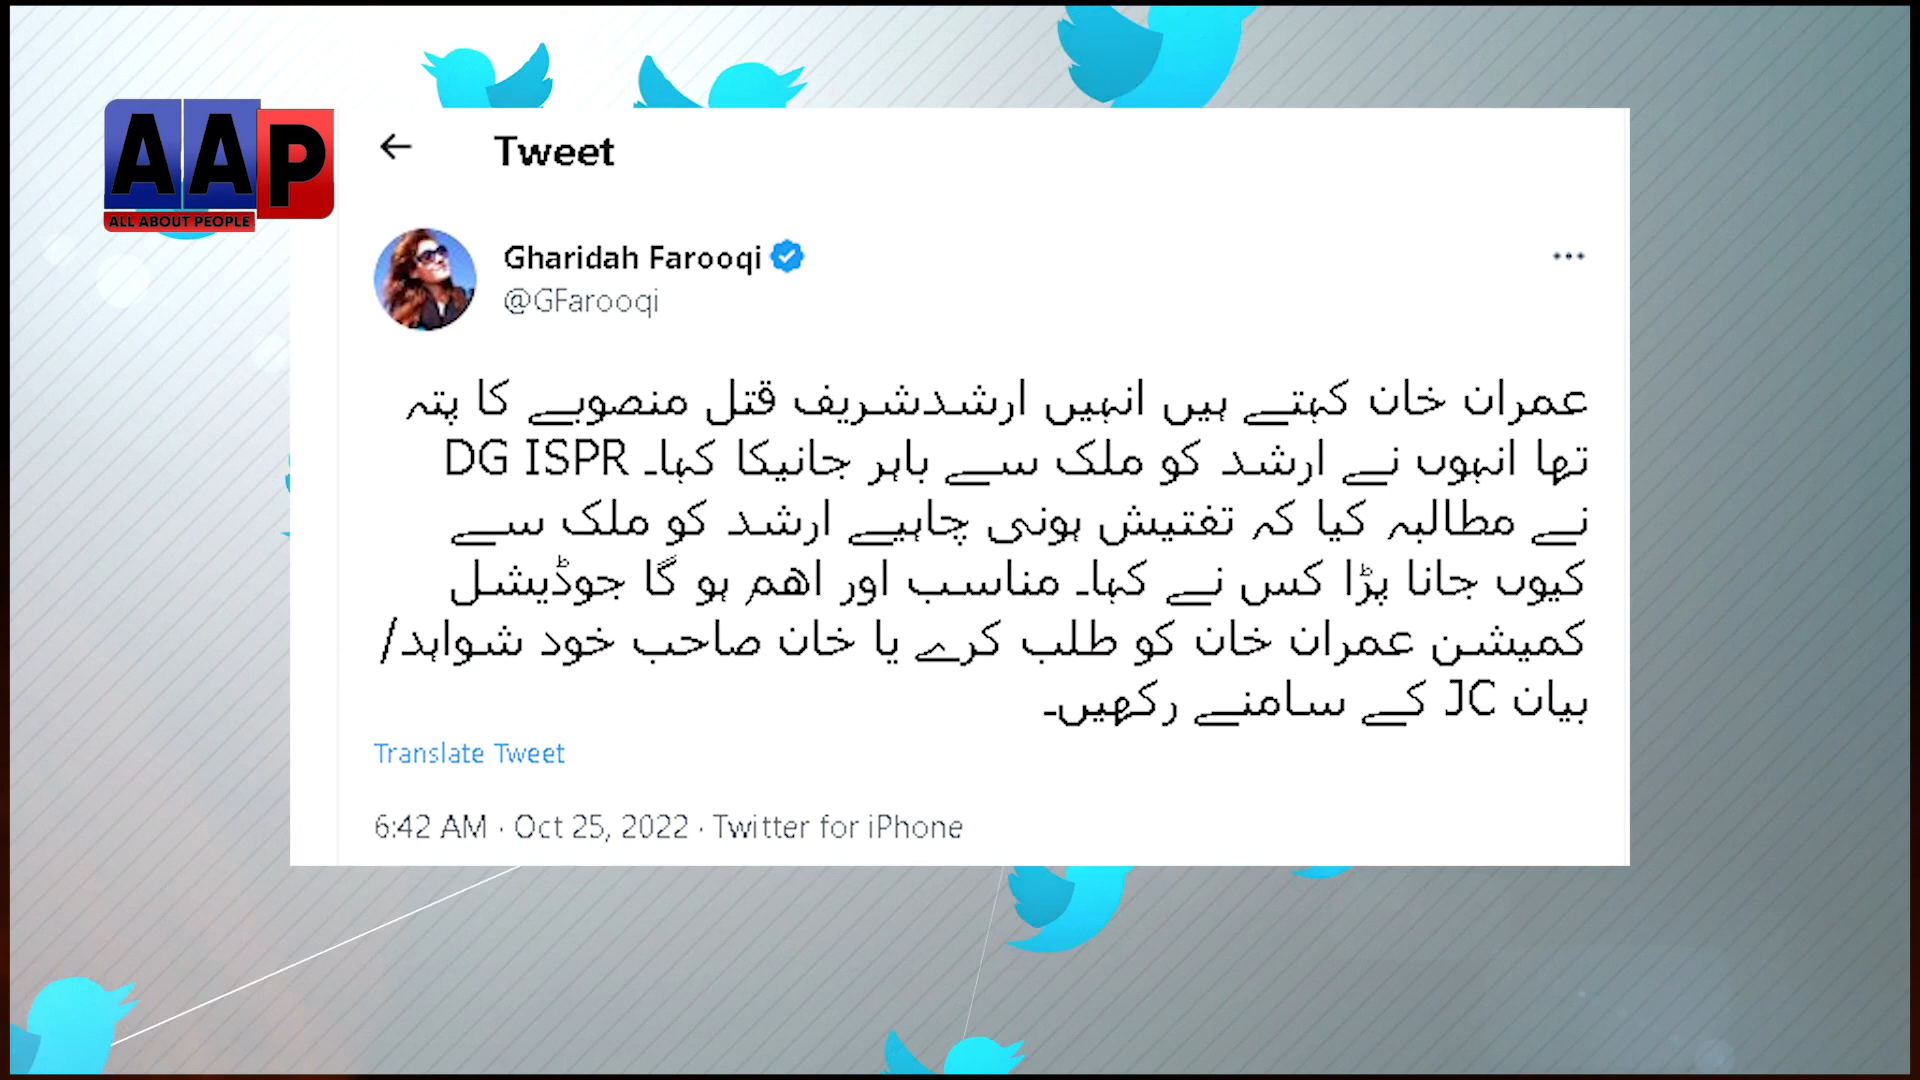 AAP
ALL ABOUT PEOPLE
Tweet
Gharidah Farooqi
@GFarooqi
عمران خان کہتے ہیں انہیں ارشدشریف قتل منصوبے کا پتہ
تھا انہوں نے ارشد کو ملک سے باہر جانیکا کہا۔ DG ISPR
نے مطالبہ کیا کہ تفتیش ہونی چاہیے ارشد کو ملک سے
کیوں جانا پڑا کس نے کہا۔ مناسب اور اھم ہو گا جوڈیشل
کمیشن عمران خان کو طلب کرے یا خان صاحب خود شواہد/
بیان JC کے سامنے رکھیں۔
Translate Tweet
6:42 AM · Oct 25, 2022 · Twitter for iPhone